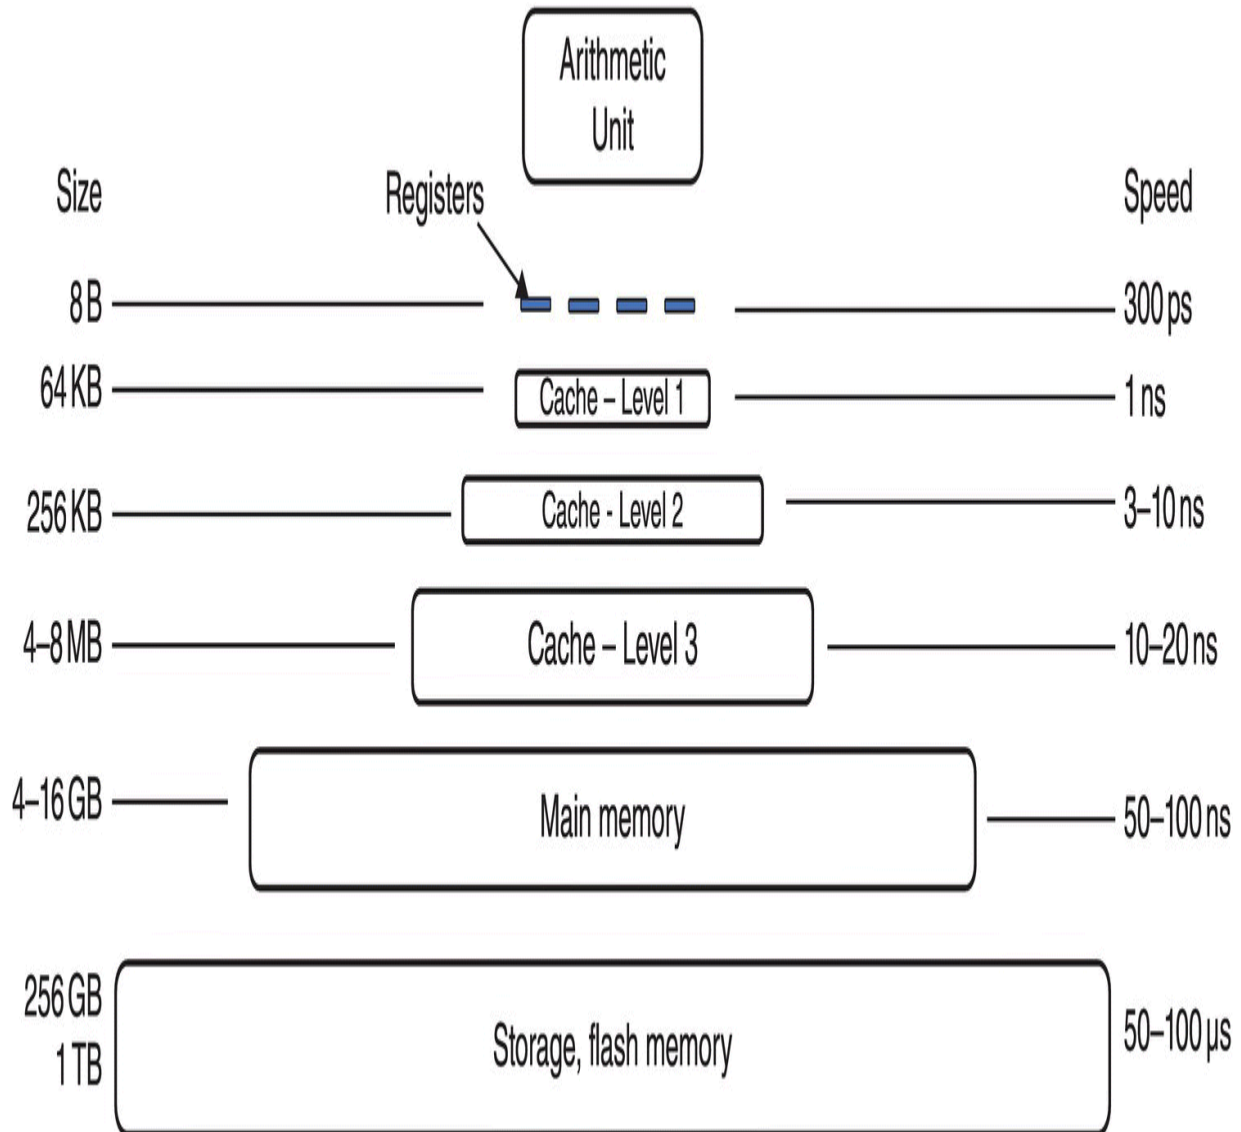 Arithmetic
Unit
Size
Registers
Speed
8 B
300 ps
64 KB
Cache – Level 1
1 ns
256 KB
Cache - Level 2
3–10 ns
4–8 MB
Cache – Level 3
10–20 ns
4–16 GB
Main memory
50–100 ns
256 GB
1 TB
Storage, flash memory
50–100 μs